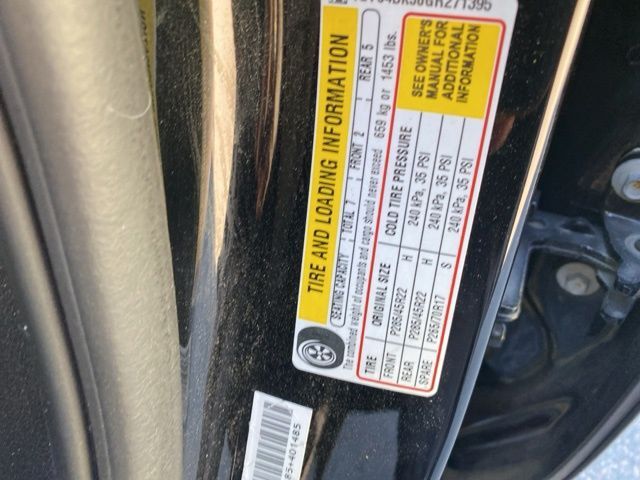 TIRE AND LOADING INFORMATION
SEATING CAPACITY TOTAL 7 FRONT 2 REAR 5
The combined weight of occupants and cargo should never exceed 659 kg or 1453 lbs.
TIRE ORIGINAL SIZE COLD TIRE PRESSURE
FRONT P285/45R22 H 240 kPa, 35 PSI
REAR P285/45R22 H 240 kPa, 35 PSI
SPARE P265/70R17 S 240 kPa, 35 PSI
SEE OWNER'S
MANUAL FOR
ADDITIONAL
INFORMATION
85+401485